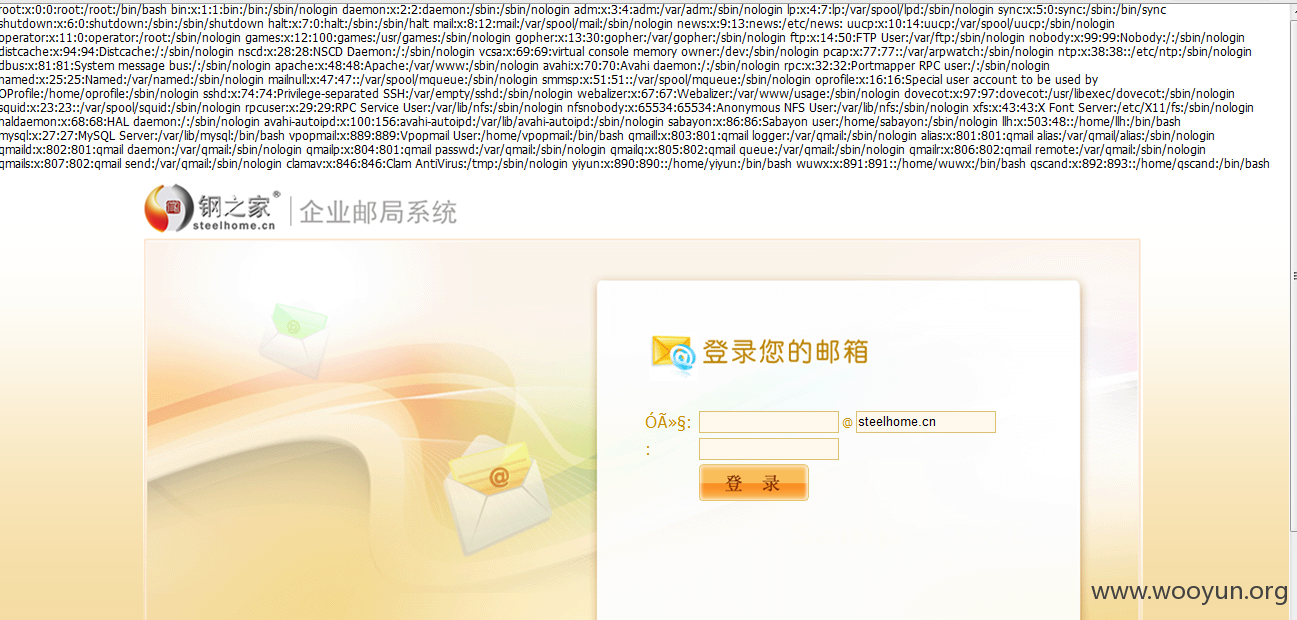 root:x:0:0:root:/root:/bin/bash bin:x:1:1:bin:/bin:/sbin/nologin daemon:x:2:2:daemon:/sbin:/sbin/nologin adm:x:3:4:adm:/var/adm:/sbin/nologin lp:x:4:7:lp:/var/spool/lpd:/sbin/nologin sync:x:5:0:sync:/sbin:/bin/sync
shutdown:x:6:0:shutdown:/sbin:/sbin/shutdown halt:x:7:0:halt:/sbin:/sbin/halt mail:x:8:12:mail:/var/spool/mail:/sbin/nologin news:x:9:13:news:/etc/news: uucp:x:10:14:uucp:/var/spool/uucp:/sbin/nologin
operator:x:11:0:operator:/root:/sbin/nologin games:x:12:100:games:/usr/games:/sbin/nologin gopher:x:13:30:gopher:/var/gopher:/sbin/nologin ftp:x:14:50:FTP User:/var/ftp:/sbin/nologin nobody:x:99:99:Nobody:/:/sbin/nologin
distcache:x:94:94:Distcache:/:/sbin/nologin nscd:x:28:28:NSCD Daemon:/:/sbin/nologin vcsa:x:69:69:virtual console memory owner:/dev:/sbin/nologin pcap:x:77:77::/var/arpwatch:/sbin/nologin ntp:x:38:38::/etc/ntp:/sbin/nologin
dbus:x:81:81:System message bus:/:/sbin/nologin apache:x:48:48:Apache:/var/www:/sbin/nologin avahi:x:70:70:Avahi daemon:/:/sbin/nologin rpc:x:32:32:Portmapper RPC user:/:/sbin/nologin
named:x:25:25:Named:/var/named:/sbin/nologin mailnull:x:47:47::/var/spool/mqueue:/sbin/nologin smmsp:x:51:51::/var/spool/mqueue:/sbin/nologin oprofile:x:16:16:Special user account to be used by
OProfile:/home/oprofile:/sbin/nologin sshd:x:74:74:Privilege-separated SSH:/var/empty/sshd:/sbin/nologin webalizer:x:67:67:Webalizer:/var/www/usage:/sbin/nologin dovecot:x:97:97:dovecot:/usr/libexec/dovecot:/sbin/nologin
squid:x:23:23::/var/spool/squid:/sbin/nologin rpcuser:x:29:29:RPC Service User:/var/lib/nfs:/sbin/nologin nfsnobody:x:65534:65534:Anonymous NFS User:/var/lib/nfs:/sbin/nologin xfs:x:43:43:X Font Server:/etc/X11/fs:/sbin/nologin
haldaemon:x:68:68:HAL daemon:/:/sbin/nologin avahi-autoipd:x:100:156:avahi-autoipd:/var/lib/avahi-autoipd:/sbin/nologin sabayon:x:86:86:Sabayon user:/home/sabayon:/sbin/nologin llh:x:503:48::/home/llh:/bin/bash
mysql:x:27:27:MySQL Server:/var/lib/mysql:/bin/bash vpopmail:x:889:889:Vpopmail User:/home/vpopmail:/bin/bash qmaill:x:803:801:qmail logger:/var/qmail:/sbin/nologin alias:x:801:801:qmail alias:/var/qmail/alias:/sbin/nologin
qmaild:x:802:801:qmail daemon:/var/qmail:/sbin/nologin qmailp:x:804:801:qmail passwd:/var/qmail:/sbin/nologin qmailq:x:805:802:qmail queue:/var/qmail:/sbin/nologin qmailr:x:806:802:qmail remote:/var/qmail:/sbin/nologin
qmails:x:807:802:qmail send:/var/qmail:/sbin/nologin clamav:x:846:846:Clam AntiVirus:/tmp:/sbin/nologin yiyun:x:890:890::/home/yiyun:/bin/bash wuwx:x:891:891::/home/wuwx:/bin/bash qscand:x:892:893::/home/qscand:/bin/bash
钢之家® | 企业邮局系统
steelhome.cn
登录您的邮箱
ÓÃ»§: @ steelhome.cn
:
登 录
www.wooyun.org